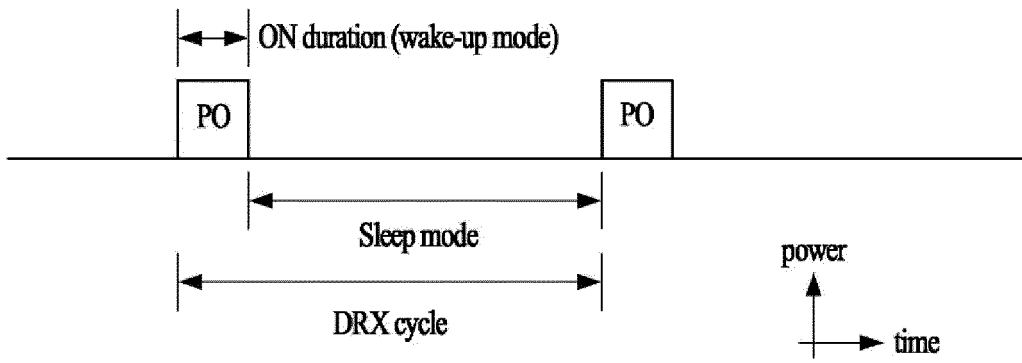 ON duration (wake-up mode)
PO
PO
Sleep mode
DRX cycle
power
time